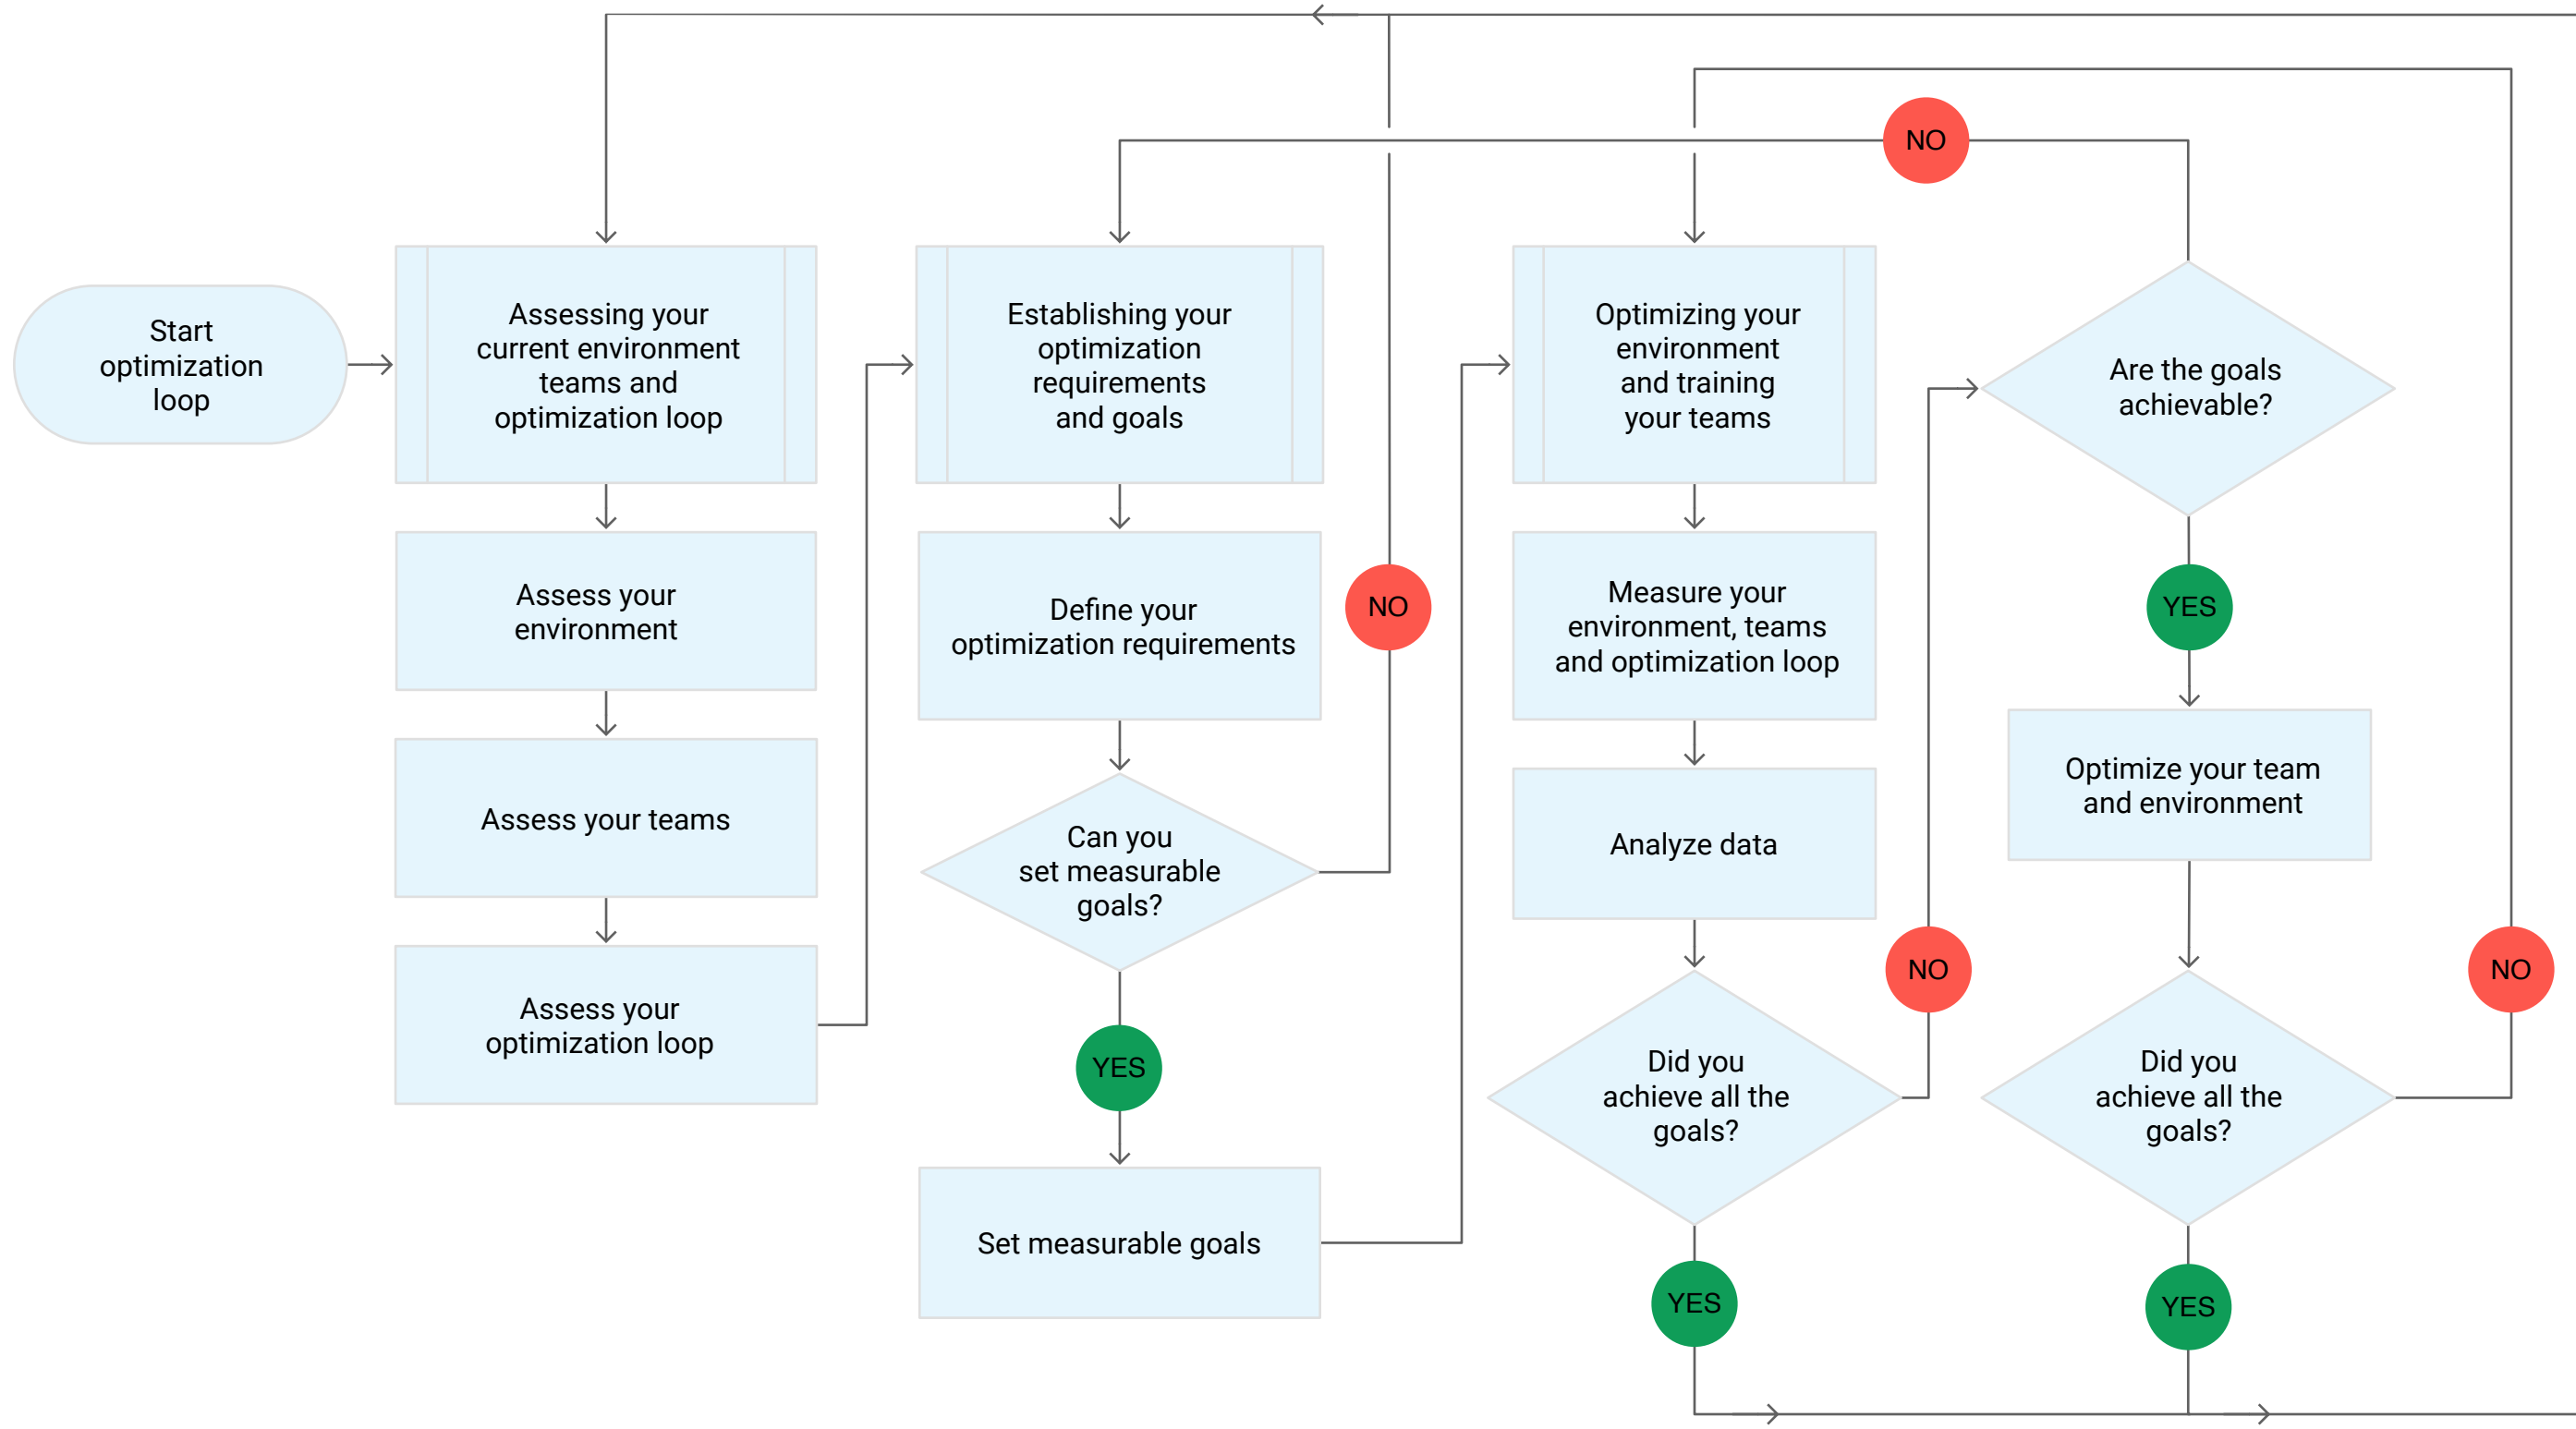 Start
optimization
loop
Assessing your
current environment
teams and
optimization loop
Assess your
environment
Assess your teams
Assess your
optimization loop
Establishing your
optimization
requirements
and goals
Define your
optimization requirements
Can you
set measurable
goals?
NO
YES
Set measurable goals
Optimizing your
environment
and training
your teams
Measure your
environment, teams
and optimization loop
Analyze data
Did you
achieve all the
goals?
NO
YES
Are the goals
achievable?
NO
YES
Optimize your team
and environment
Did you
achieve all the
goals?
NO
YES